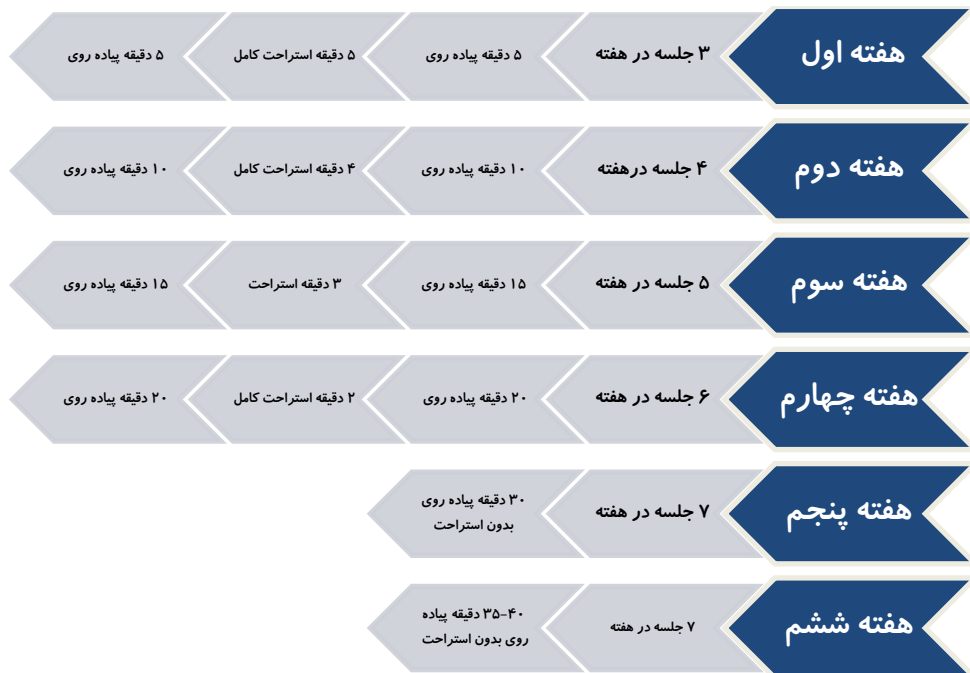 هفته اول
۳ جلسه در هفته
۵ دقیقه پیاده روی
۵ دقیقه استراحت کامل
۵ دقیقه پیاده روی
هفته دوم
۴ جلسه درهفته
۱۰ دقیقه پیاده روی
۴ دقیقه استراحت کامل
۱۰ دقیقه پیاده روی
هفته سوم
۵ جلسه در هفته
۱۵ دقیقه پیاده روی
۳ دقیقه استراحت
۱۵ دقیقه پیاده روی
هفته چهارم
۶ جلسه در هفته
۲۰ دقیقه پیاده روی
۲ دقیقه استراحت کامل
۲۰ دقیقه پیاده روی
هفته پنجم
۷ جلسه در هفته
۳۰ دقیقه پیاده روی
بدون استراحت
هفته ششم
۷ جلسه در هفته
۳۵-۴۰ دقیقه پیاده
روی بدون استراحت